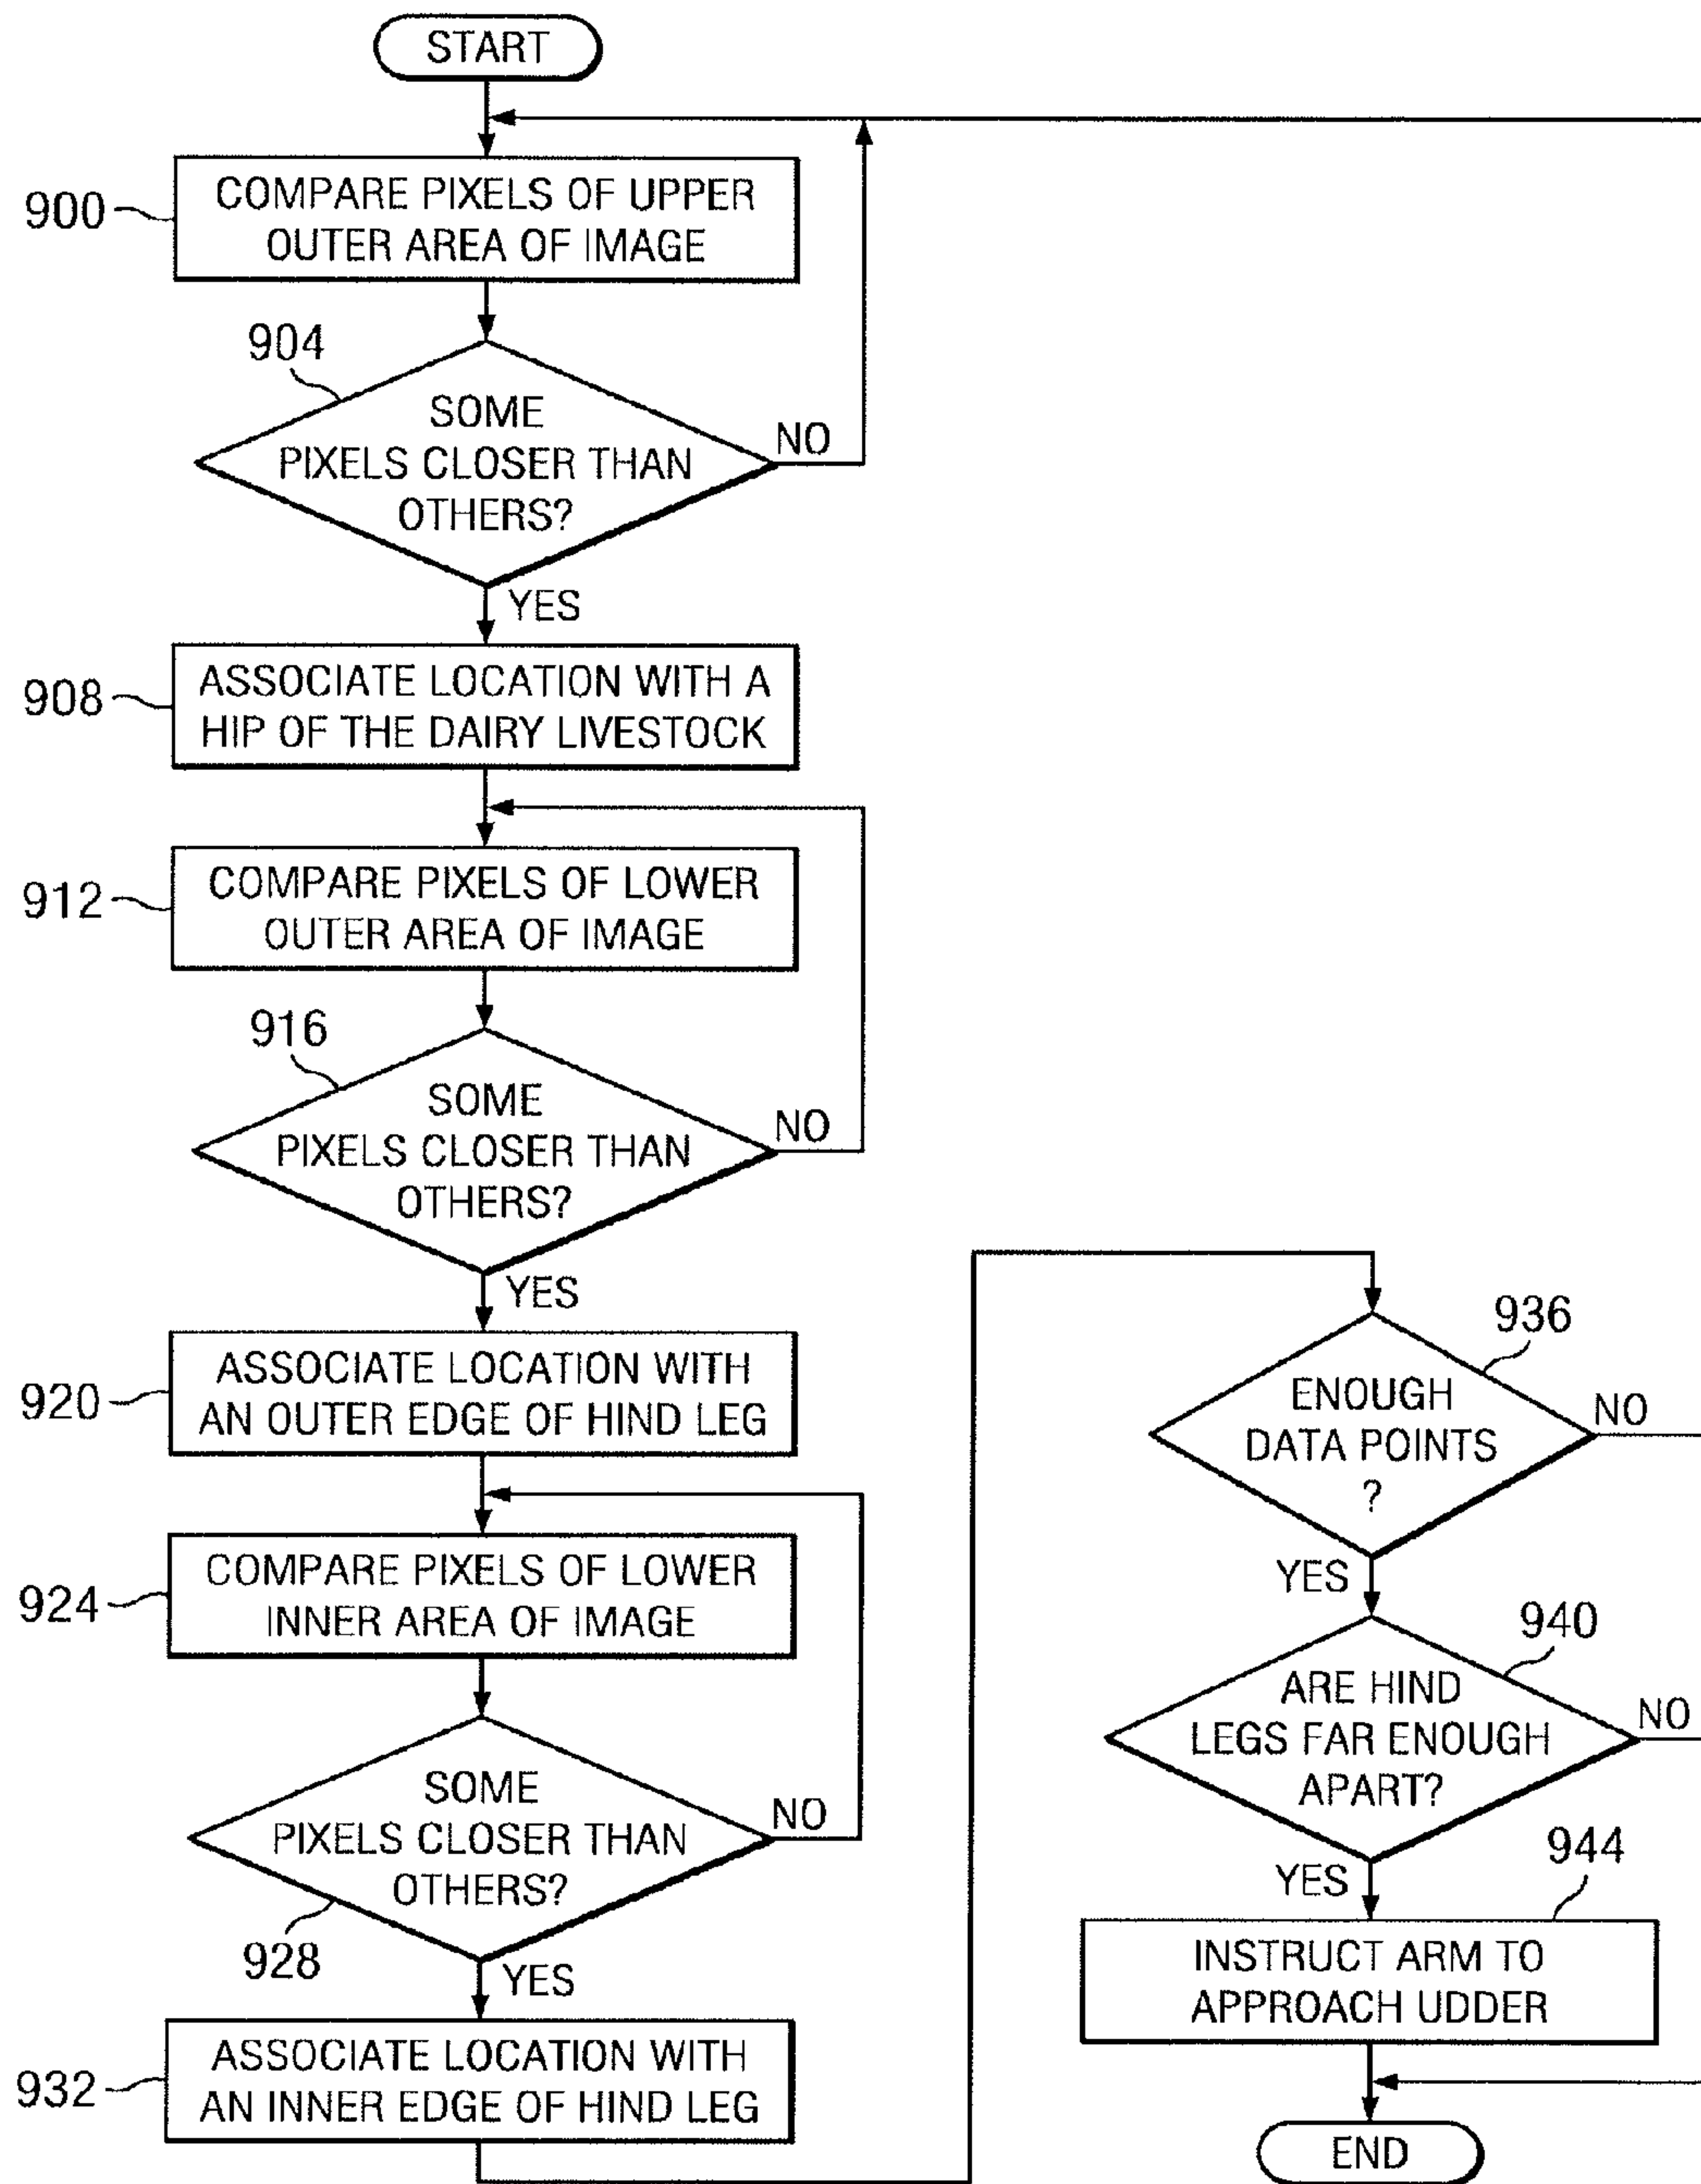 START
900
COMPARE PIXELS OF UPPER
OUTER AREA OF IMAGE
904
SOME
PIXELS CLOSER THAN
OTHERS?
NO
YES
908
ASSOCIATE LOCATION WITH A
HIP OF THE DAIRY LIVESTOCK
912
COMPARE PIXELS OF LOWER
OUTER AREA OF IMAGE
916
SOME
PIXELS CLOSER THAN
OTHERS?
NO
YES
920
ASSOCIATE LOCATION WITH
AN OUTER EDGE OF HIND LEG
924
COMPARE PIXELS OF LOWER
INNER AREA OF IMAGE
SOME
PIXELS CLOSER THAN
OTHERS?
NO
928
YES
932
ASSOCIATE LOCATION WITH
AN INNER EDGE OF HIND LEG
936
ENOUGH
DATA POINTS
?
NO
YES
940
ARE HIND
LEGS FAR ENOUGH
APART?
NO
YES
944
INSTRUCT ARM TO
APPROACH UDDER
END